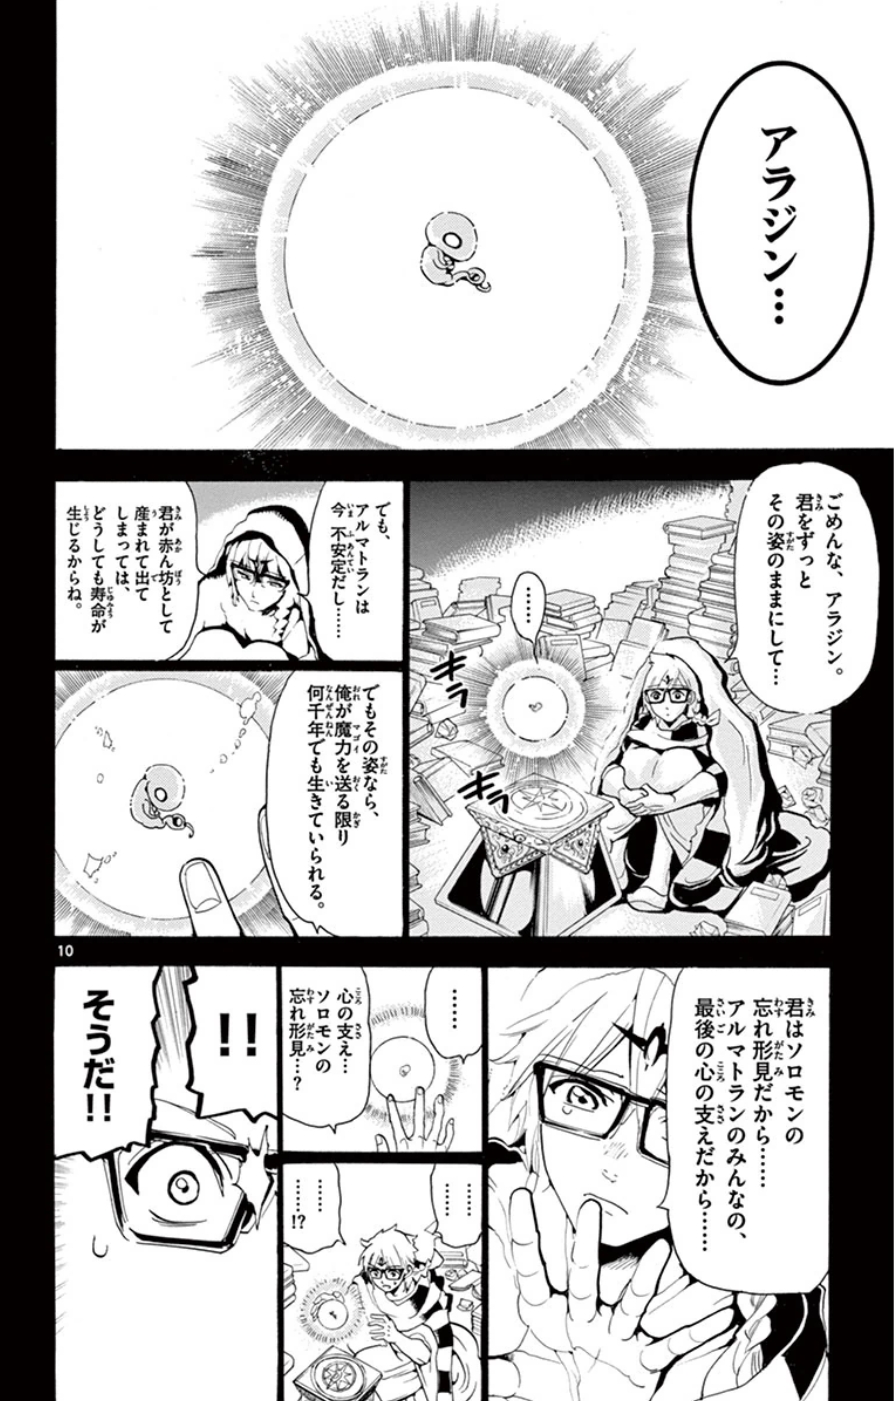 アラジン…
ごめんな、アラジン。
君をずっと
その姿のままにして…
……
キラ
キラ
でも、
アルマトランは
今 不安定だし……
君が赤ん坊として
産まれて出て
しまっては、
どうしても寿命が
生じるからね。
でもその姿なら、
俺が魔力を送る限り
何千年でも生きていられる。
10
君はソロモンの
忘れ形見だから……
アルマトランのみんなの、
最後の心の支えだから……
……
心の支え…
ソロモンの
忘れ形見…?
……
……
……!?
!!
そうだ!!